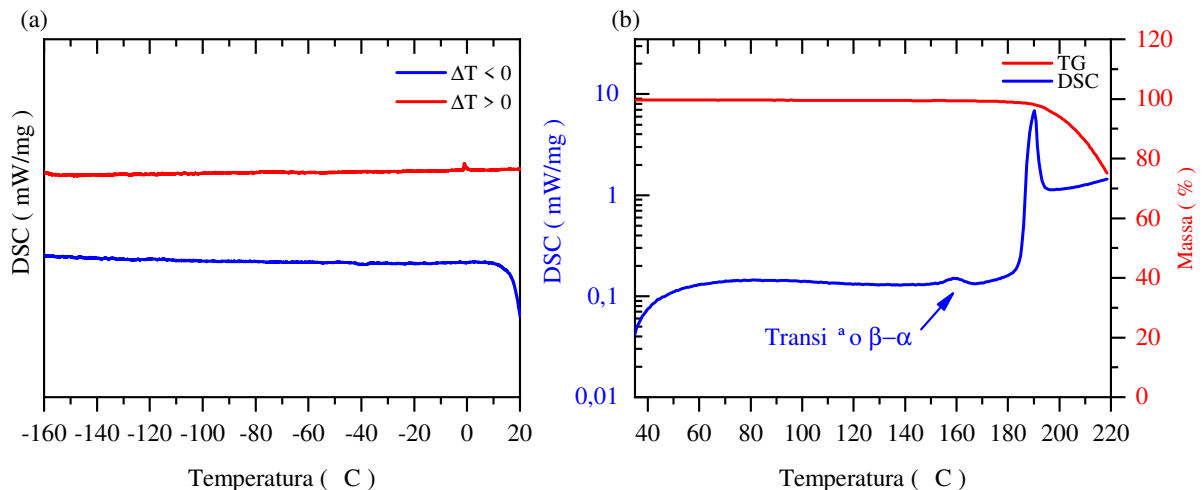 (a)
ΔT < 0
ΔT > 0
DSC ( mW/mg)
-160 -140 -120 -100 -80 -60 -40 -20 0 20
Temperatura ( C )
(b)
TG
DSC
DSC ( mW/mg)
10
1
0,1
0,01
Transi ª o β−α
120
100
80
60
40
20
0
Massa ( % )
40 60 80 100 120 140 160 180 200 220
Temperatura ( C )